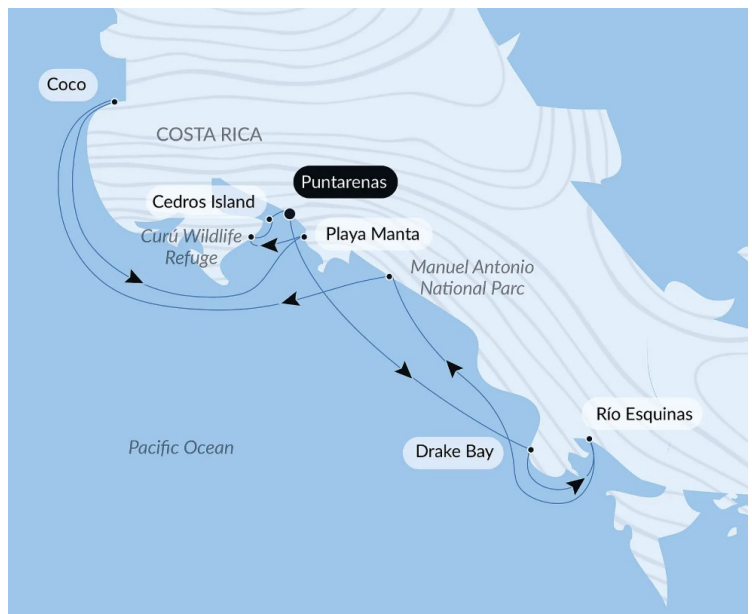 Coco
COSTA RICA
Puntarenas
Cedros Island
Curú Wildlife
Refuge
Playa Manta
Manuel Antonio
National Parc
Río Esquinas
Drake Bay
Pacific Ocean